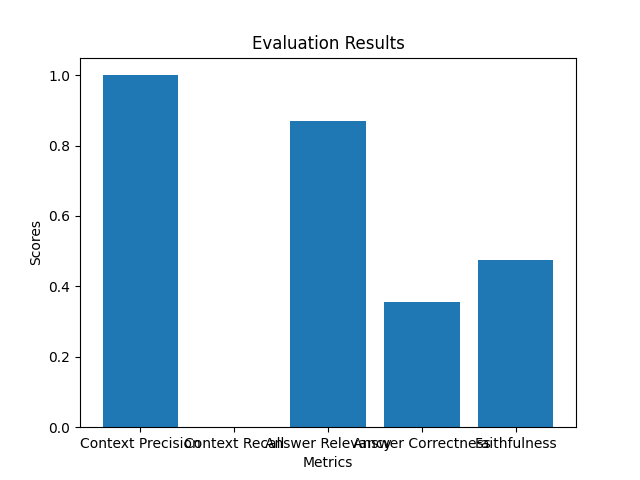 Evaluation Results
Scores
1.0
0.8
0.6
0.4
0.2
0.0
Context Precision Context Recall Answer Relevancy Answer Correctness Faithfulness
Metrics